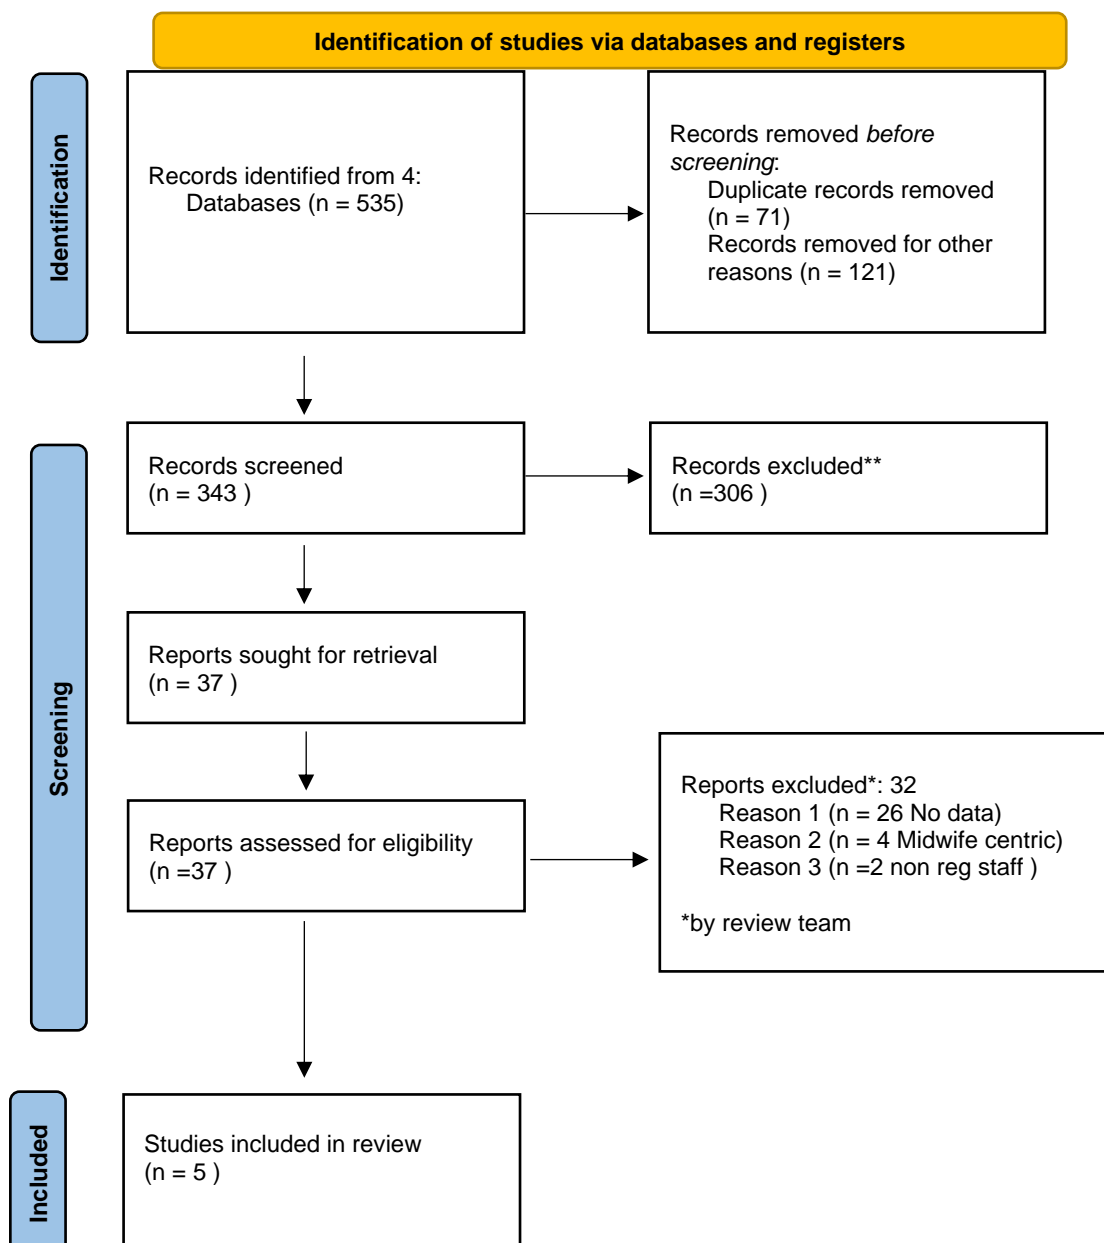 Identification of studies via databases and registers
Identification
Records identified from 4:
Databases (n = 535)
Records removed before
screening:
Duplicate records removed
(n = 71)
Records removed for other
reasons (n = 121)
Screening
Records screened
(n = 343 )
Records excluded**
(n =306 )
Reports sought for retrieval
(n = 37 )
Reports assessed for eligibility
(n =37 )
Reports excluded*: 32
Reason 1 (n = 26 No data)
Reason 2 (n = 4 Midwife centric)
Reason 3 (n =2 non reg staff )
*by review team
Included
Studies included in review
(n = 5 )